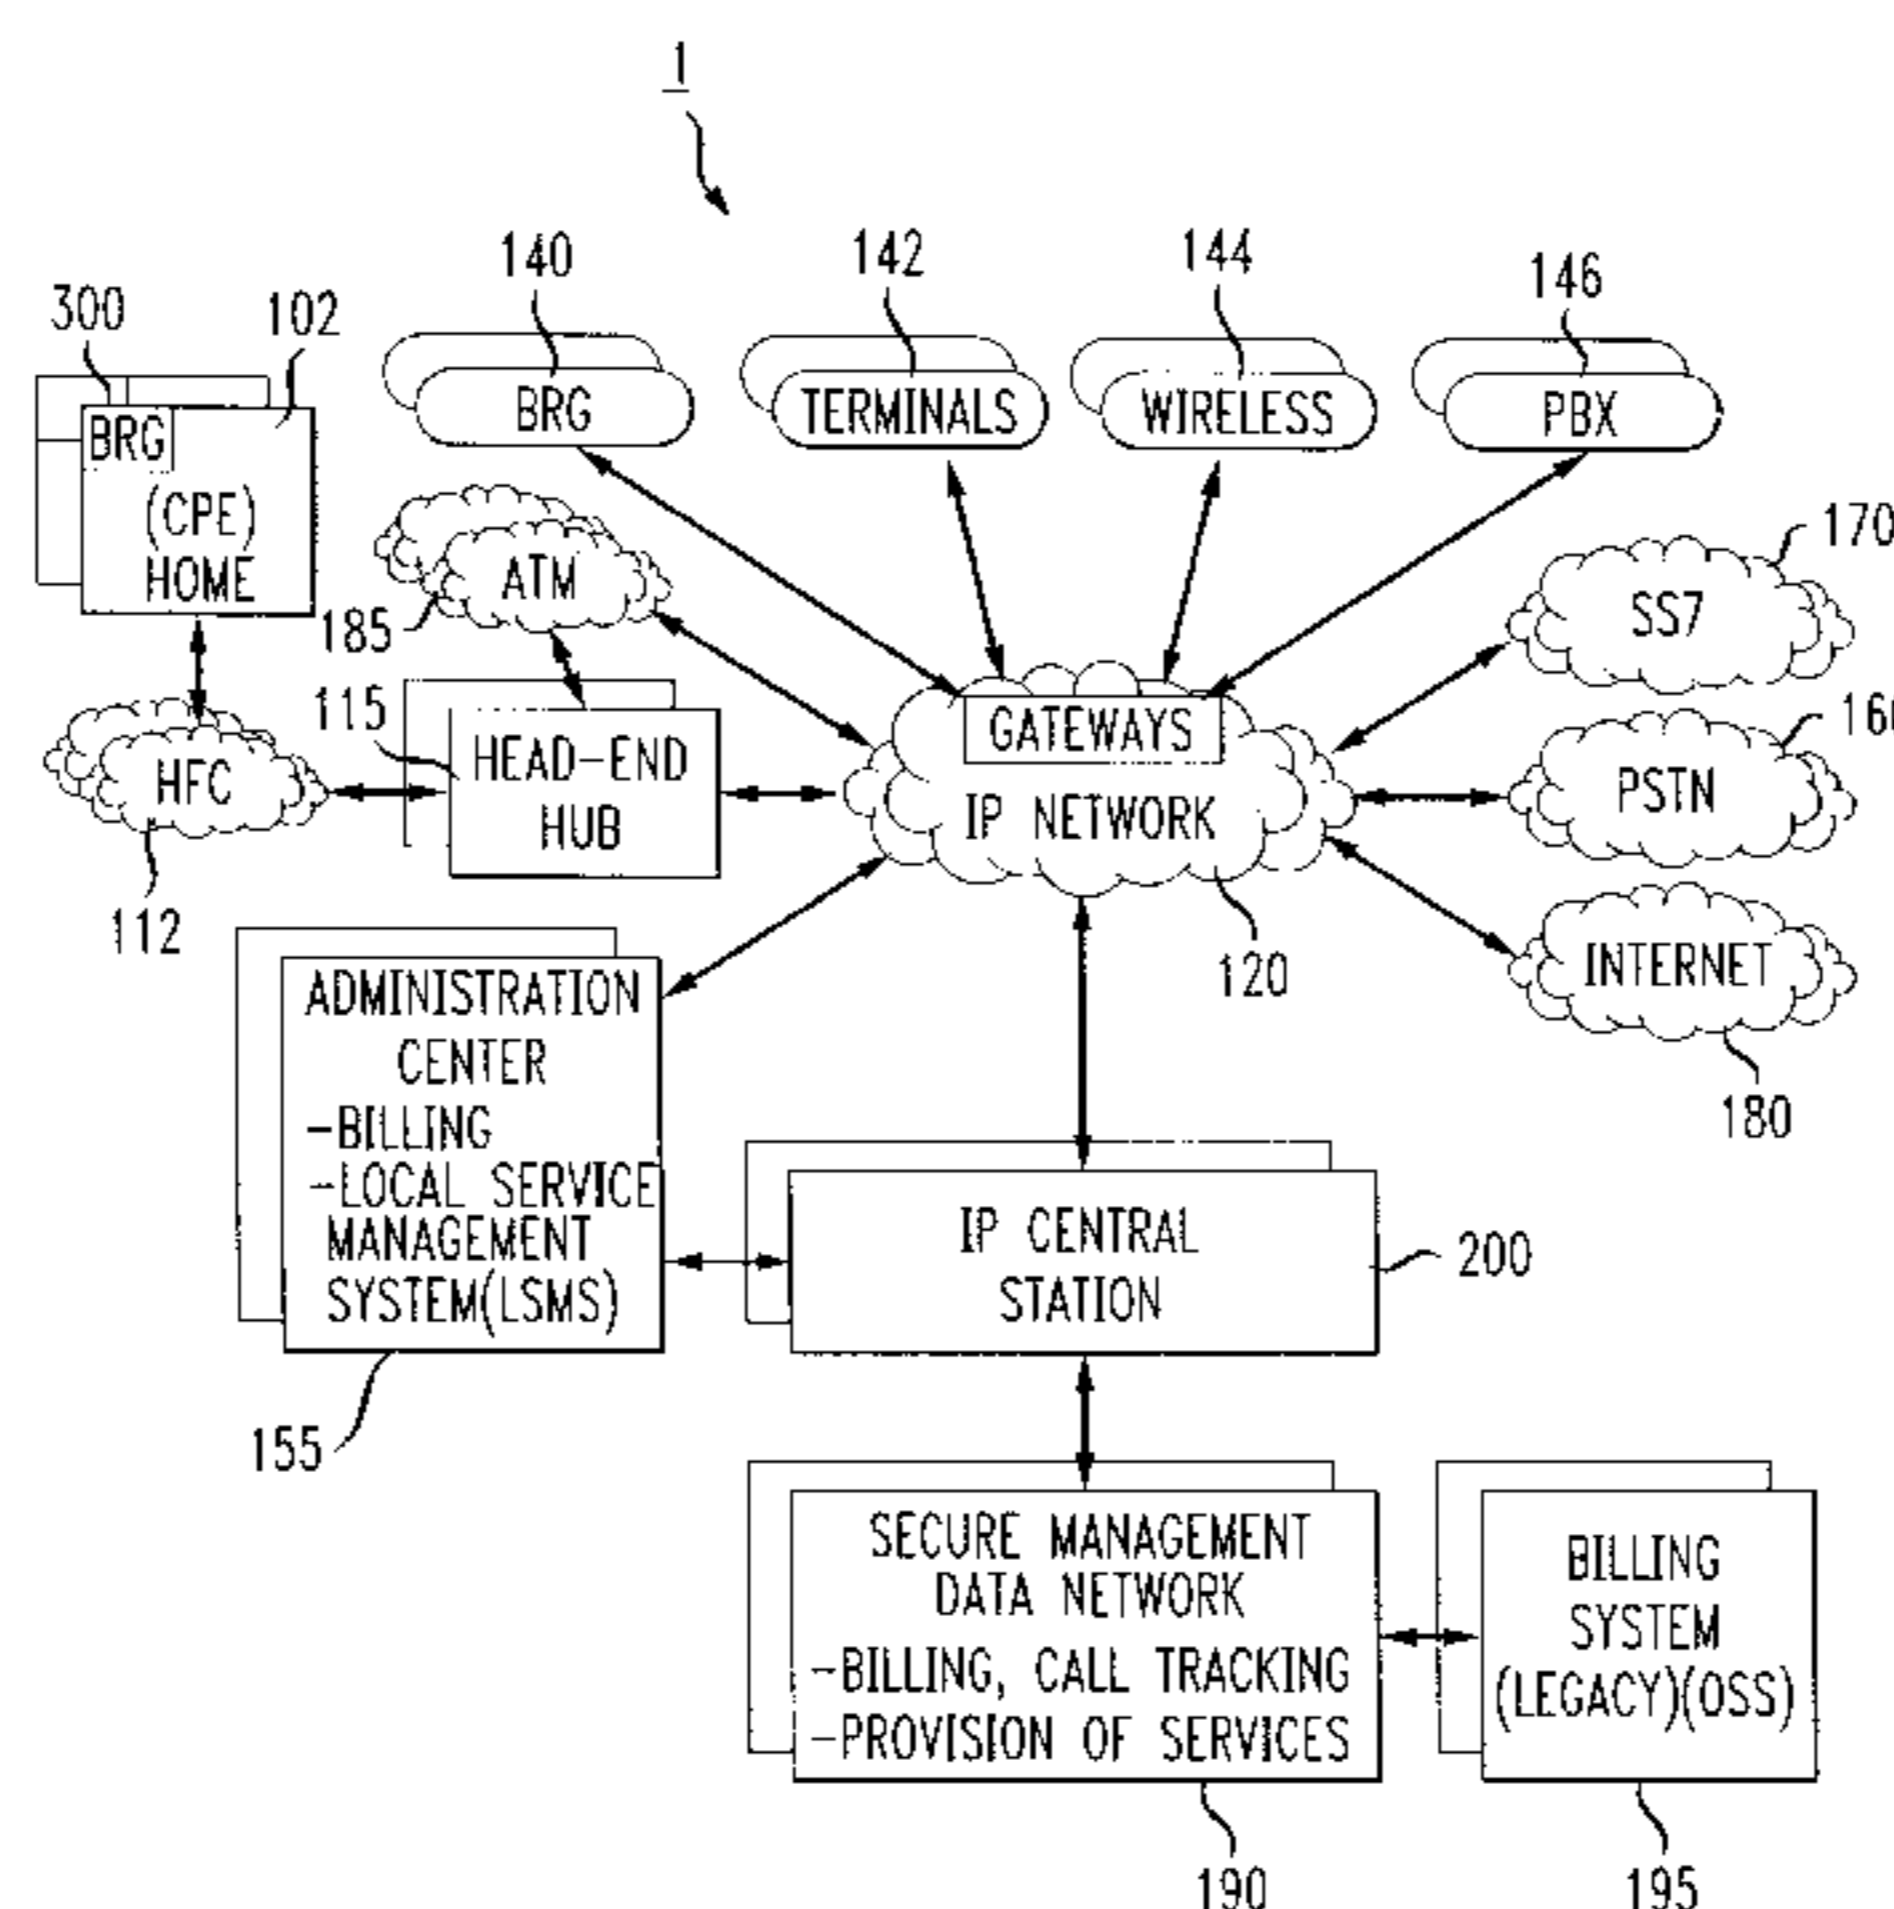 1
140
142
144
146
300
102
BRG
TERMINALS
WIRELESS
PBX
BRG
(CPE)
HOME
ATM
185
170
SS7
115
GATEWAYS
HEAD-END
HUB
HFC
IP NETWORK
160
PSTN
112
120
INTERNET
180
ADMINISTRATION
CENTER
-BILLING
-LOCAL SERVICE
MANAGEMENT
SYSTEM(LSMS)
IP CENTRAL
STATION
200
155
SECURE MANAGEMENT
DATA NETWORK
-BILLING, CALL TRACKING
-PROVISION OF SERVICES
BILLING
SYSTEM
(LEGACY)(OSS)
190
195